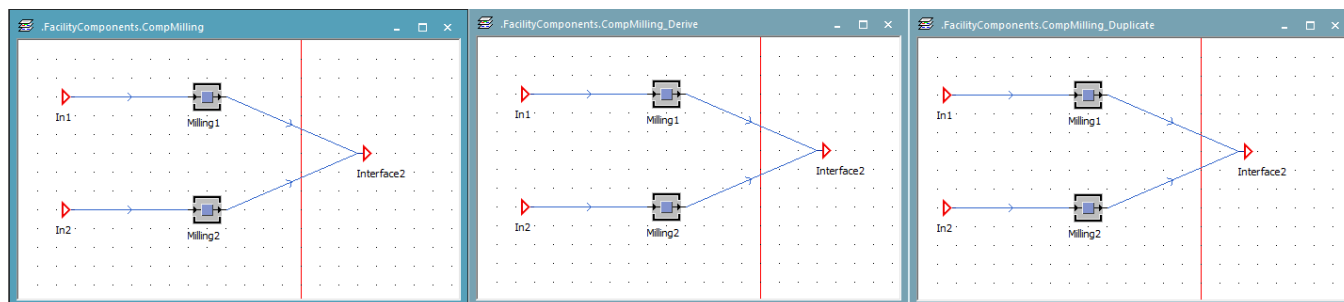 .FacilityComponents.CompMilling
In1
Milling1
Interface2
In2
Milling2
.FacilityComponents.CompMilling_Derive
In1
Milling1
Interface2
In2
Milling2
.FacilityComponents.CompMilling_Duplicate
In1
Milling1
Interface2
In2
Milling2